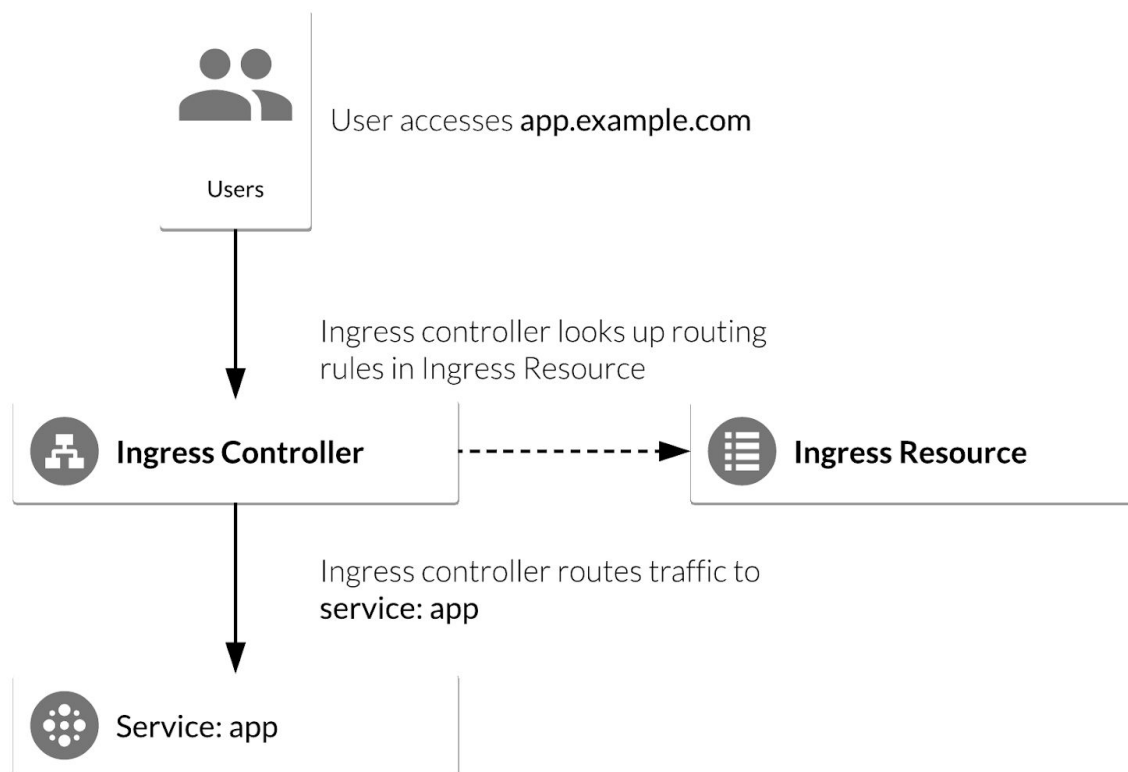 User accesses app.example.com
Users
Ingress controller looks up routing
rules in Ingress Resource
Ingress Controller
Ingress Resource
Ingress controller routes traffic to
service: app
Service: app